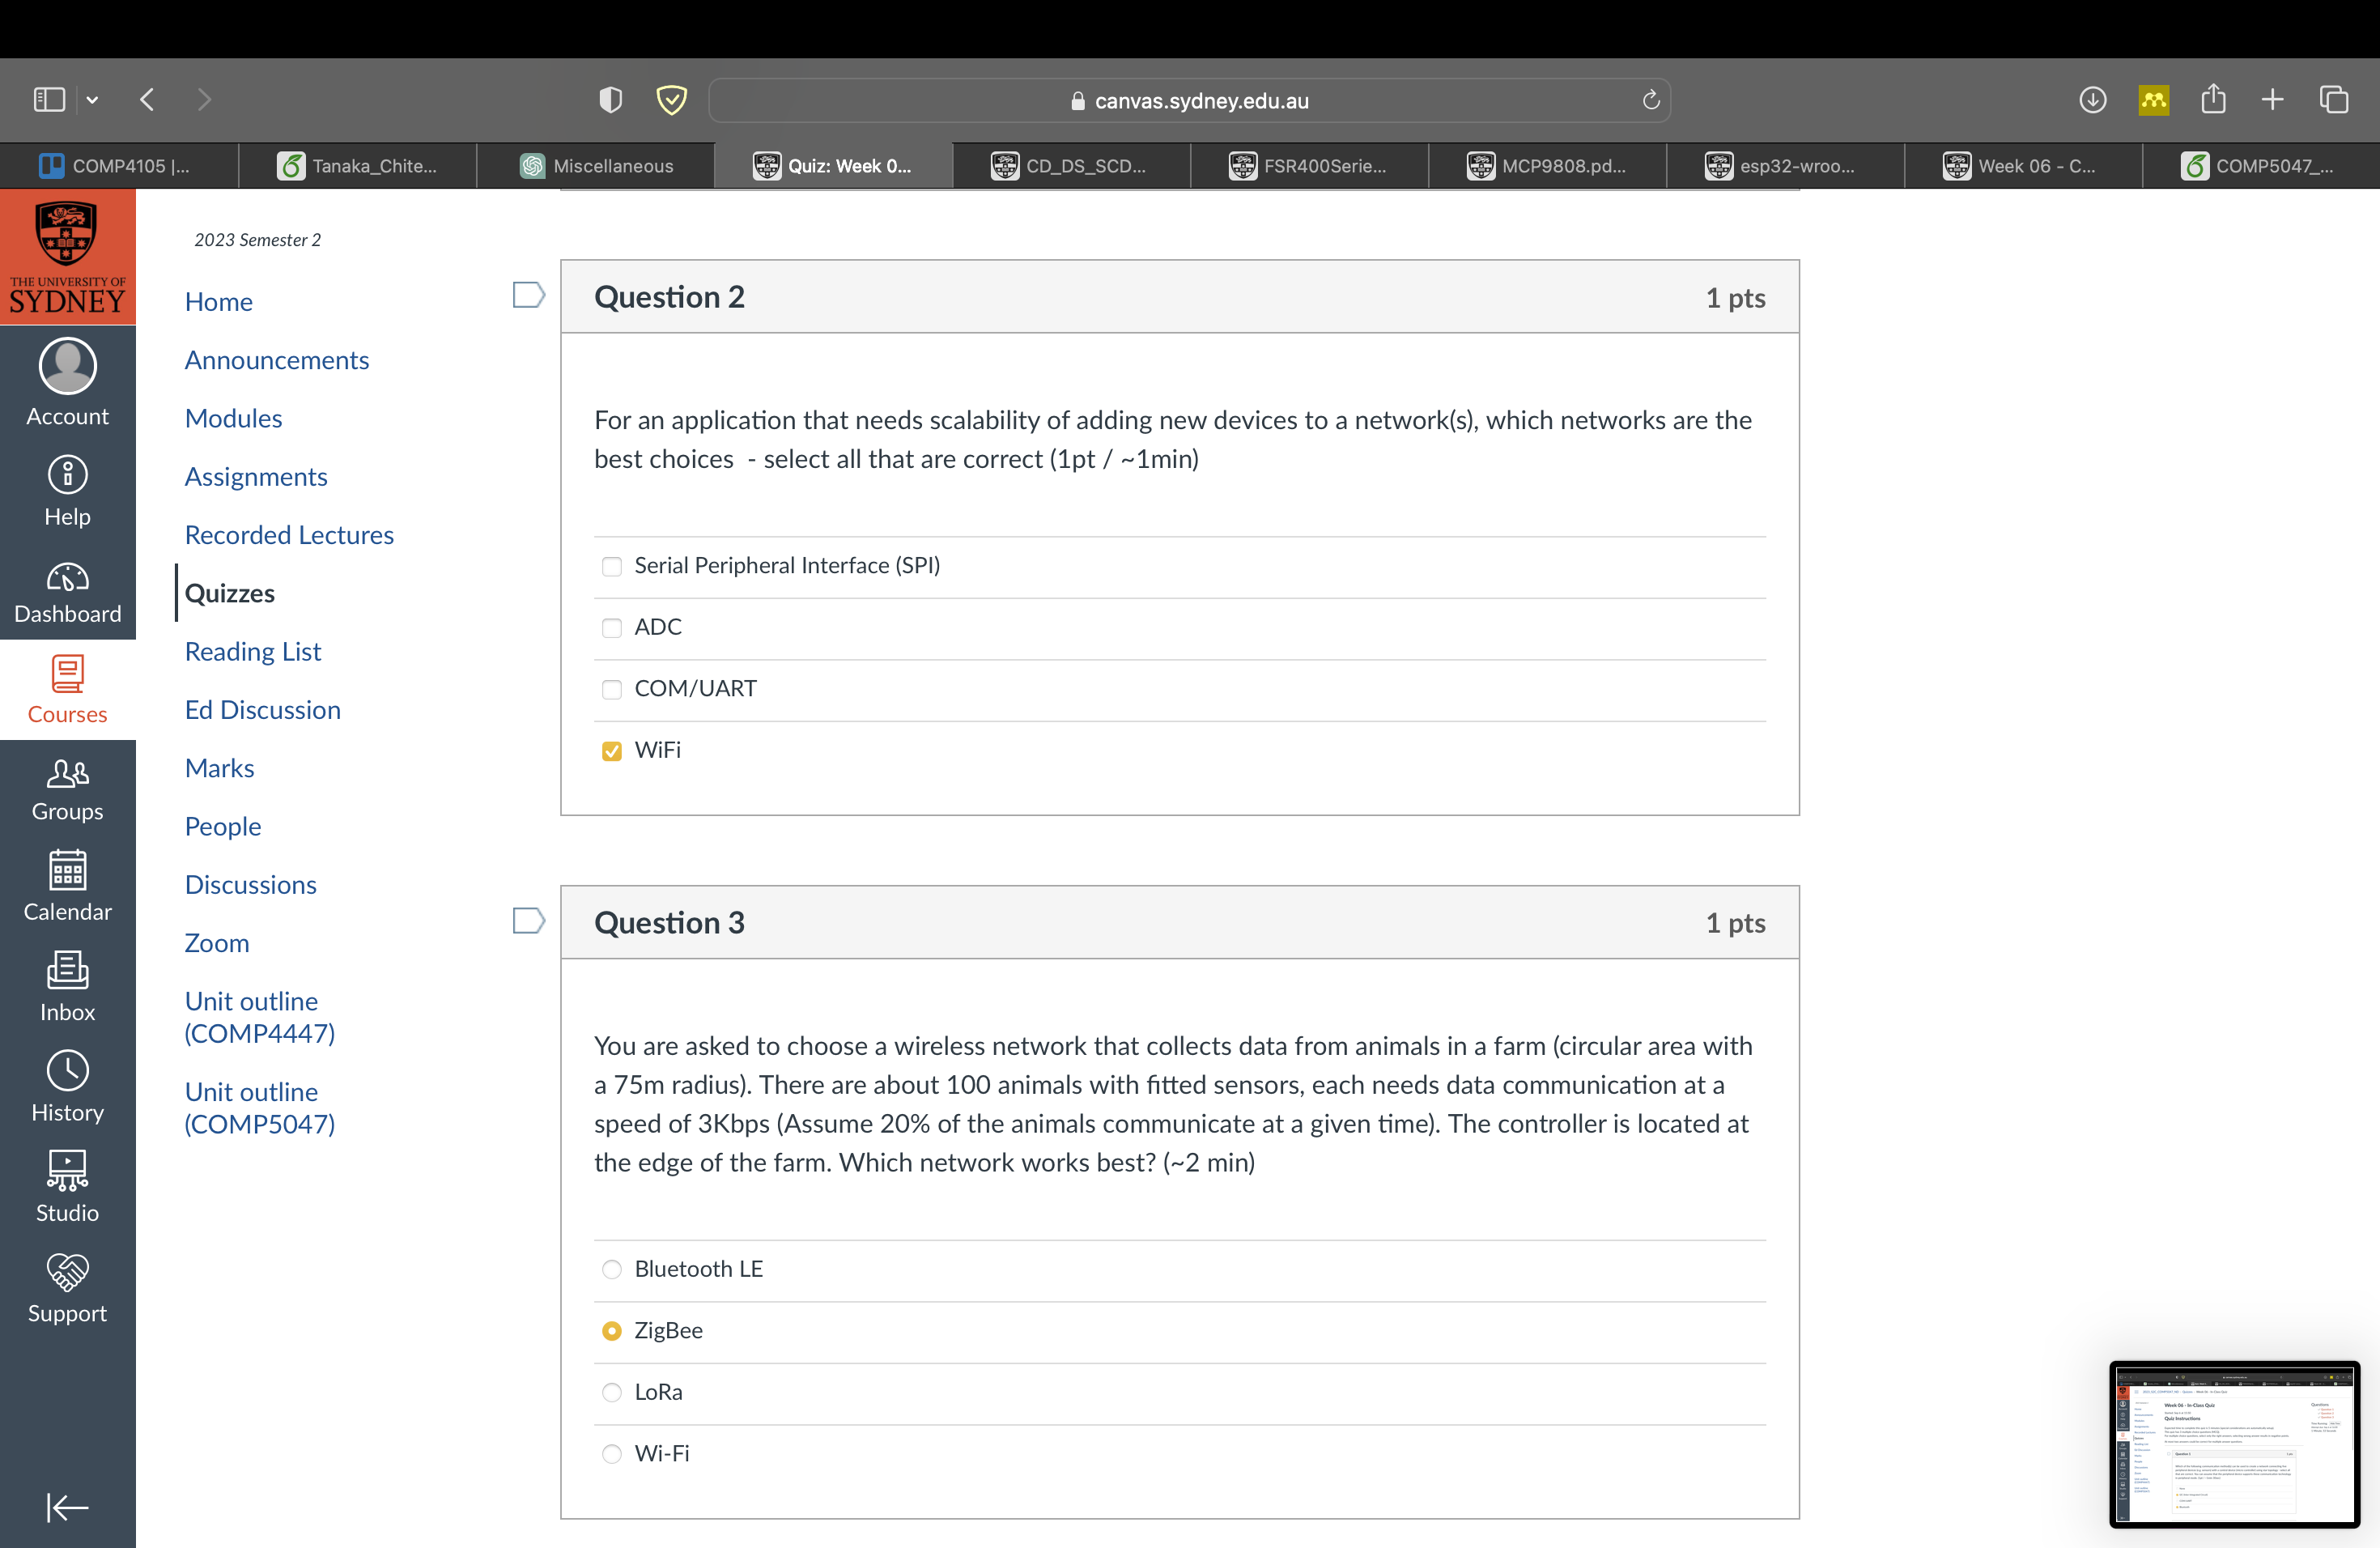 canvas.sydney.edu.au
COMP4105 |...
Tanaka_Chite...
Miscellaneous
Quiz: Week 0...
CD_DS_SCD...
FSR400Serie...
MCP9808.pd...
esp32-wroo...
Week 06 - C...
COMP5047_...
THE UNIVERSITY OF
SYDNEY
Account
Help
Dashboard
Courses
Groups
Calendar
Inbox
History
Studio
Support
2023 Semester 2
Home
Announcements
Modules
Assignments
Recorded Lectures
Quizzes
Reading List
Ed Discussion
Marks
People
Discussions
Zoom
Unit outline
(COMP4447)
Unit outline
(COMP5047)
Question 2
1 pts
For an application that needs scalability of adding new devices to a network(s), which networks are the
best choices - select all that are correct (1pt / ~1min)
Serial Peripheral Interface (SPI)
ADC
COM/UART
WiFi
Question 3
1 pts
You are asked to choose a wireless network that collects data from animals in a farm (circular area with
a 75m radius). There are about 100 animals with fitted sensors, each needs data communication at a
speed of 3Kbps (Assume 20% of the animals communicate at a given time). The controller is located at
the edge of the farm. Which network works best? (~2 min)
Bluetooth LE
ZigBee
LoRa
Wi-Fi
Week 06 - In-Class Quiz
Quiz Instructions